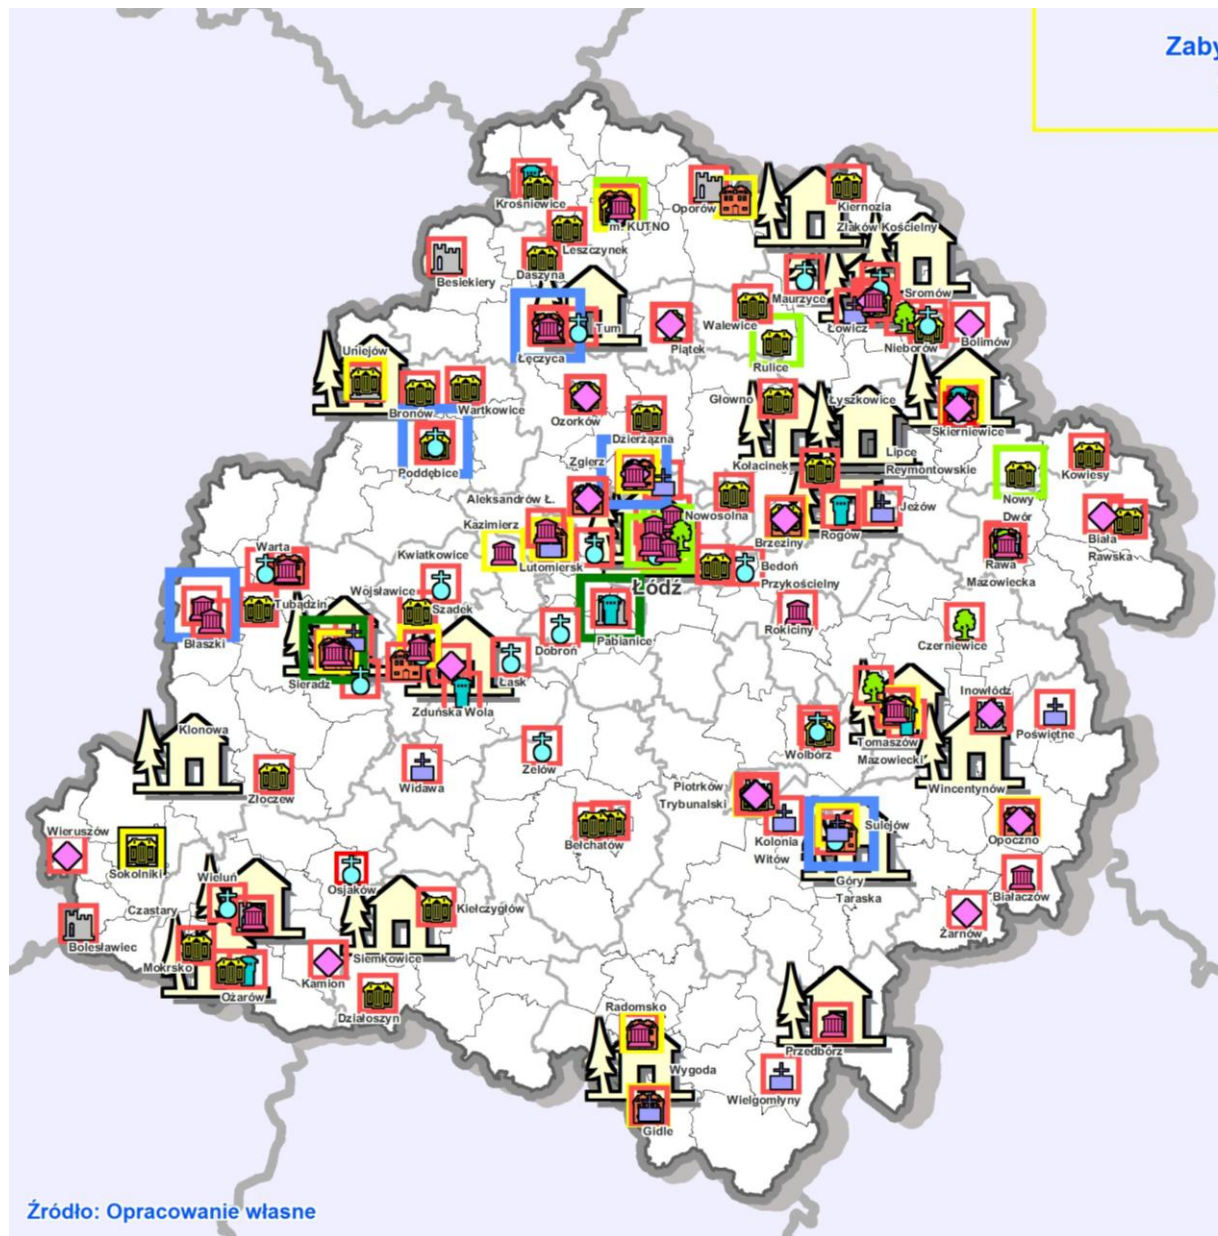 Zaby
Krośniewice
m. KUTNO
Oporów
Kiernozia
Złaków Kościelny
Leszczynek
Besiekiery
Daszyna
Maurzyce
Sromów
Tum
Walewice
Łowicz
Łęczyca
Piątek
Nieborów
Bolimów
Uniejów
Rulice
Bronów
Wartkowice
Ozorków
Głowno
Łyszkowice
Skierniewice
Dzierżązna
Poddębice
Zgierz
Kołacinek
Lipce
Reymontowskie
Kowiesy
Aleksandrów Ł.
Nowy
Dwór
Jeżów
Kazimierz
Nowosolna
Brzeziny
Rogów
Biała
Rawska
Warta
Kwiatkowice
Lutomiersk
Bedoń
Przykościelny
Rawa
Mazowiecka
Łódź
Tubądzin
Wojsławice
Szadek
Błaszki
Dobroń
Pabianice
Rokiciny
Czerniewice
Sieradz
Łask
Zduńska Wola
Inowłódz
Klonowa
Wolbórz
Tomaszów
Mazowiecki
Poświętne
Złoczew
Widawa
Zelów
Piotrków
Trybunalski
Wincentynów
Wieruszów
Sokolniki
Bełchatów
Kolonia
Witów
Sulejów
Opoczno
Wieluń
Osjaków
Góry
Taraska
Białaczów
Czastary
Kiełczygłów
Bolesławiec
Żarnów
Mokrsko
Siemkowice
Kamion
Ożarów
Działoszyn
Radomsko
Przedbórz
Wygoda
Wielgomłyny
Gidle
Źródło: Opracowanie własne